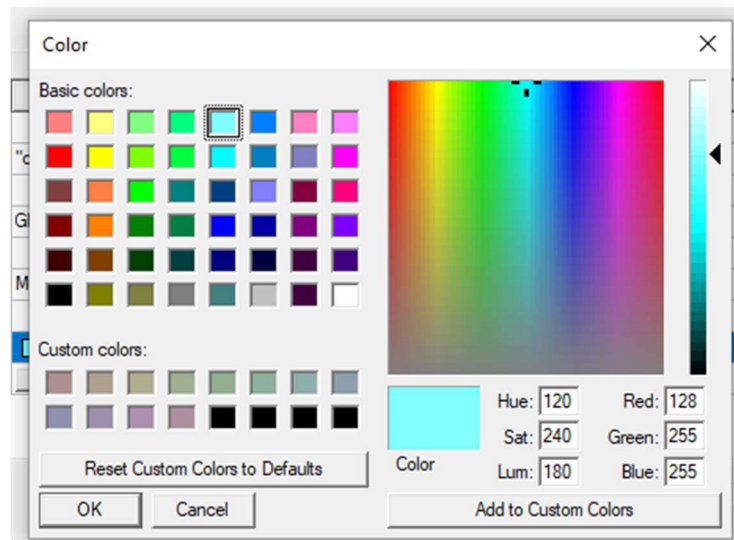 Color
Basic colors:
"c
Gl
M
Custom colors:
Reset Custom Colors to Defaults
OK Cancel
Color
Hue: 120 Red: 128
Sat: 240 Green: 255
Lum: 180 Blue: 255
Add to Custom Colors